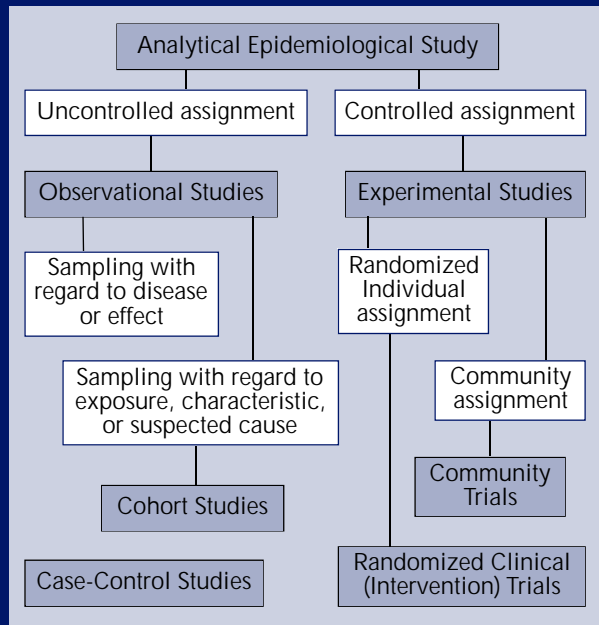 Analytical Epidemiological Study
Uncontrolled assignment
Controlled assignment
Observational Studies
Experimental Studies
Sampling with
regard to disease
or effect
Randomized
Individual
assignment
Sampling with regard to
exposure, characteristic,
or suspected cause
Community
assignment
Cohort Studies
Community
Trials
Case-Control Studies
Randomized Clinical
(Intervention) Trials